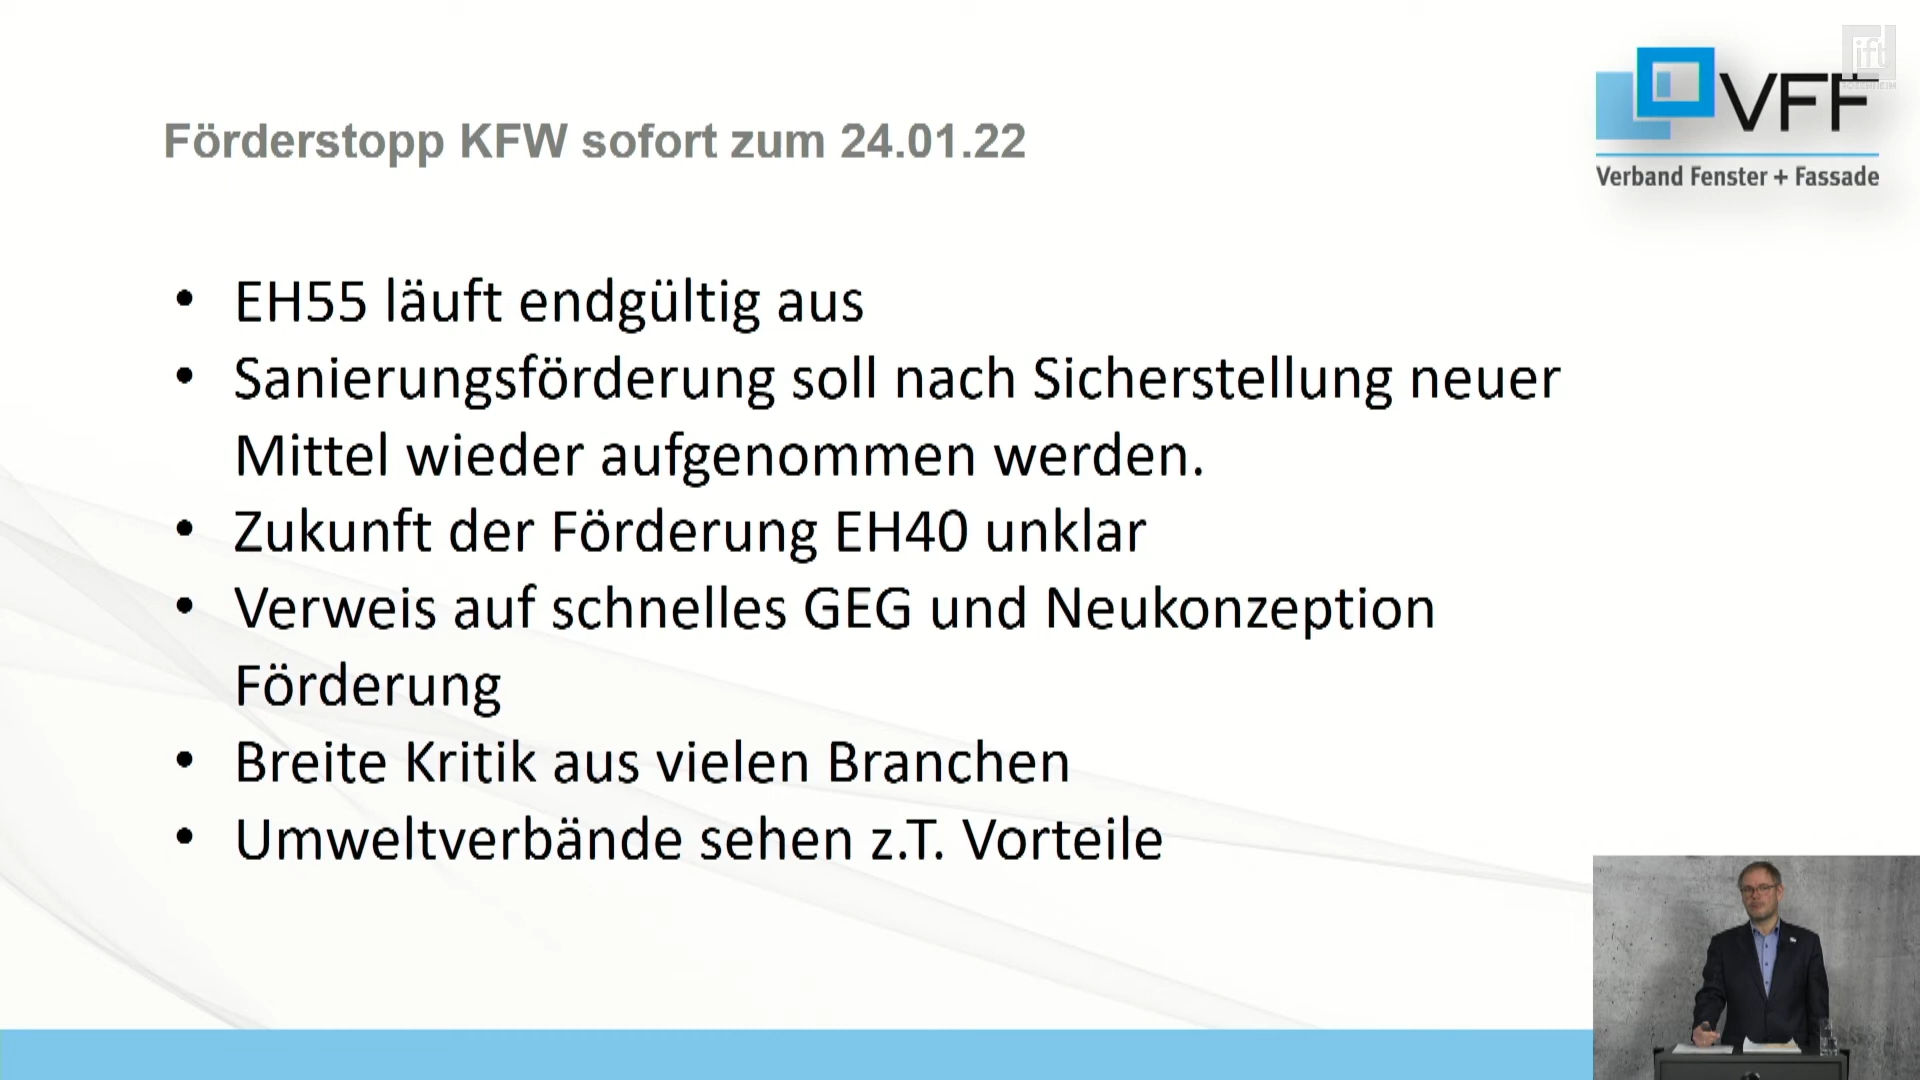 ift
ROSENHEIM
VFF
Verband Fenster + Fassade
Förderstopp KFW sofort zum 24.01.22
• EH55 läuft endgültig aus
• Sanierungsförderung soll nach Sicherstellung neuer
Mittel wieder aufgenommen werden.
• Zukunft der Förderung EH40 unklar
• Verweis auf schnelles GEG und Neukonzeption
Förderung
• Breite Kritik aus vielen Branchen
• Umweltverbände sehen z.T. Vorteile